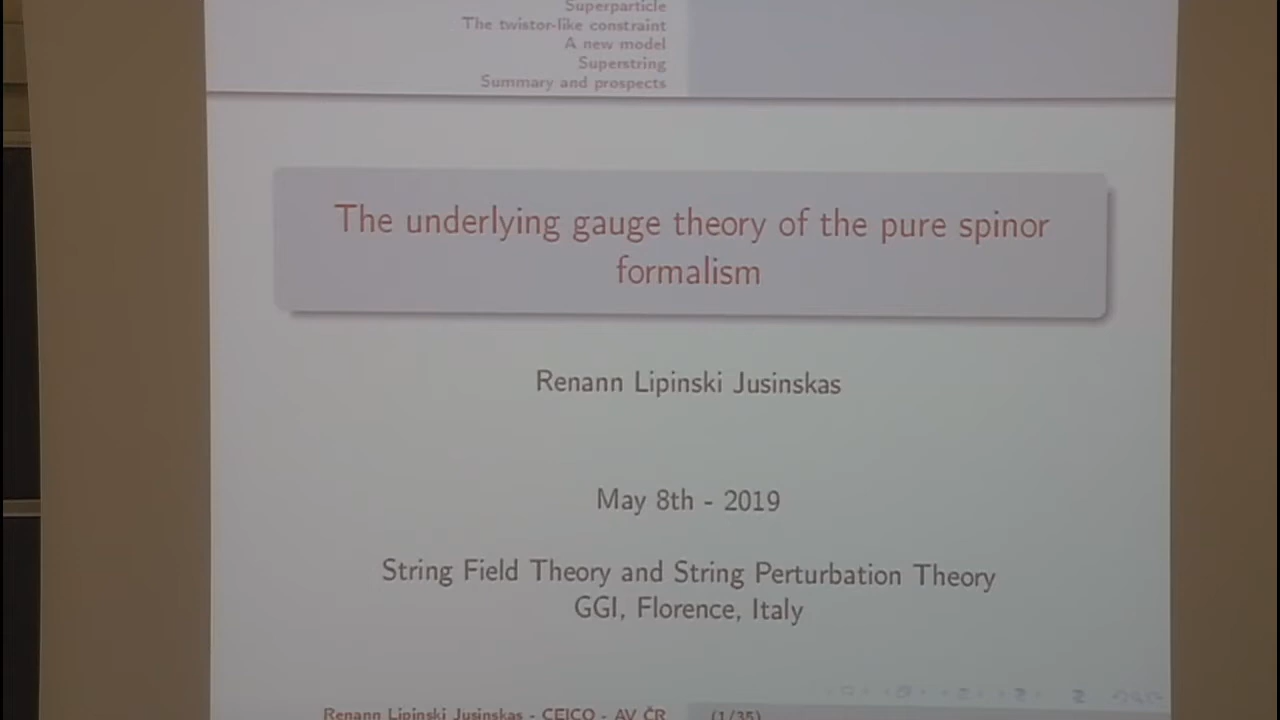 Superparticle
The twistor-like constraint
A new model
Superstring
Summary and prospects
The underlying gauge theory of the pure spinor
formalism
Renann Lipinski Jusinskas
May 8th - 2019
String Field Theory and String Perturbation Theory
GGI, Florence, Italy
Renann Lipinski Jusinskas - CEICO - AV ČR (1/35)